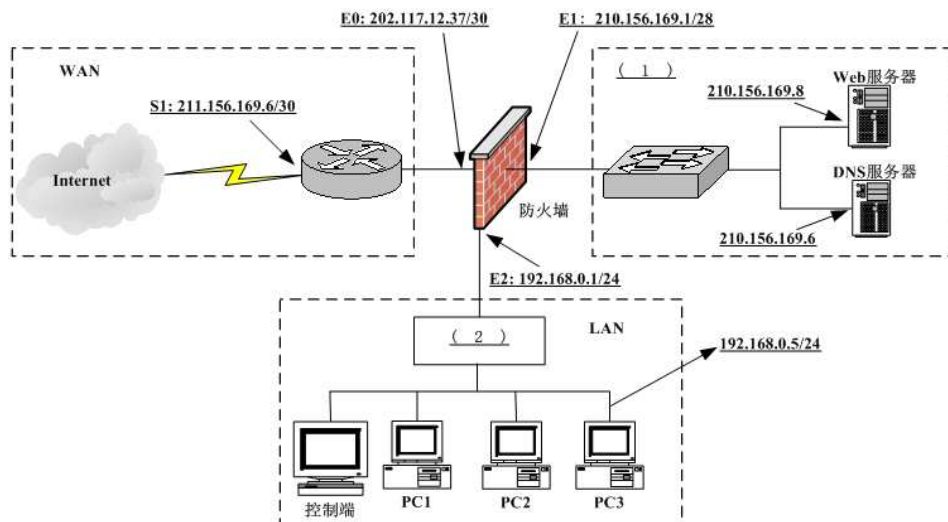 E0: 202.117.12.37/30
E1: 210.156.169.1/28
WAN
( 1 )
Web服务器
210.156.169.8
S1: 211.156.169.6/30
Internet
防火墙
DNS服务器
210.156.169.6
E2: 192.168.0.1/24
LAN
( 2 )
192.168.0.5/24
控制端
PC1
PC2
PC3